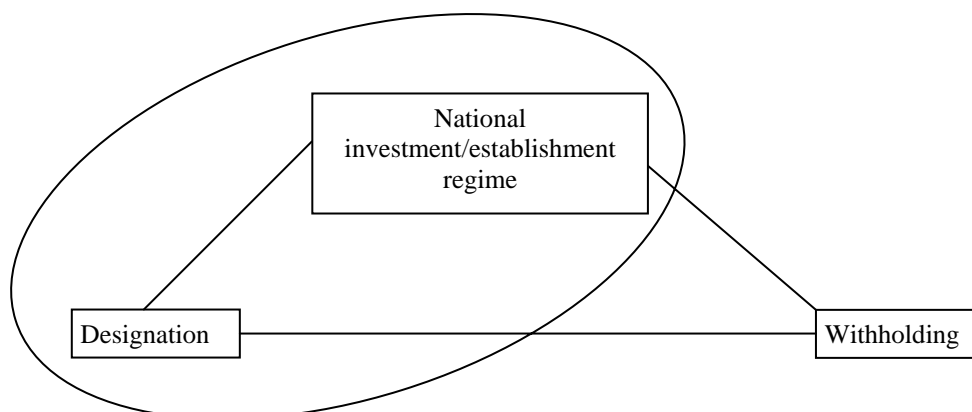 National
investment/establishment
regime
Designation
Withholding